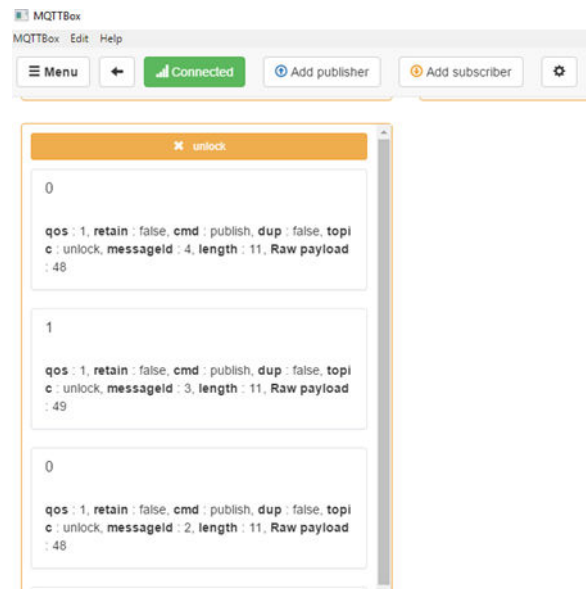 MQTTBox
MQTTBox Edit Help
Menu Connected Add publisher Add subscriber
unlock
0
qos : 1, retain : false, cmd : publish, dup : false, topi
c : unlock, messageId : 4, length : 11, Raw payload
: 48
1
qos : 1, retain : false, cmd : publish, dup : false, topi
c : unlock, messageId : 3, length : 11, Raw payload
: 49
0
qos : 1, retain : false, cmd : publish, dup : false, topi
c : unlock, messageId : 2, length : 11, Raw payload
: 48